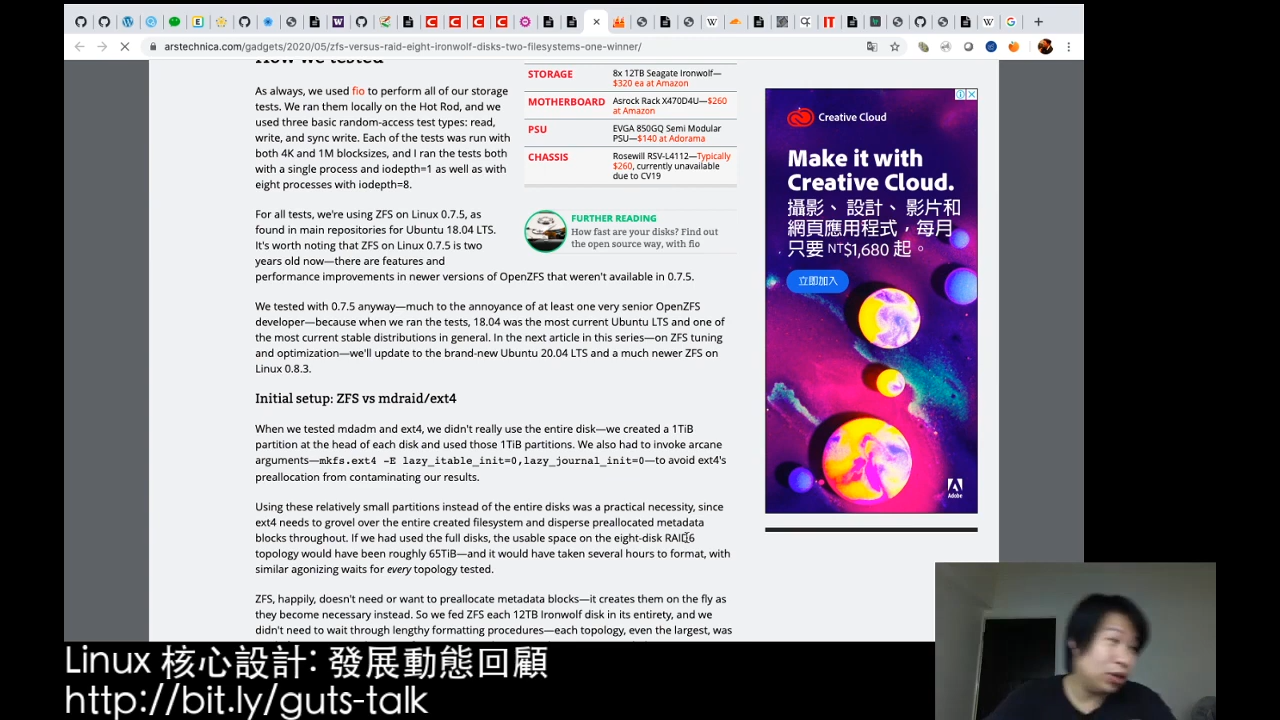 arstechnica.com/gadgets/2020/05/zfs-versus-raid-eight-ironwolf-disks-two-filesystems-one-winner/
How we tested
As always, we used fio to perform all of our storage
tests. We ran them locally on the Hot Rod, and we
used three basic random-access test types: read,
write, and sync write. Each of the tests was run with
both 4K and 1M blocksizes, and I ran the tests both
with a single process and iodepth=1 as well as with
eight processes with iodepth=8.
For all tests, we're using ZFS on Linux 0.7.5, as
found in main repositories for Ubuntu 18.04 LTS.
It's worth noting that ZFS on Linux 0.7.5 is two
years old now—there are features and
performance improvements in newer versions of OpenZFS that weren't available in 0.7.5.
We tested with 0.7.5 anyway—much to the annoyance of at least one very senior OpenZFS
developer—because when we ran the tests, 18.04 was the most current Ubuntu LTS and one of
the most current stable distributions in general. In the next article in this series—on ZFS tuning
and optimization—we'll update to the brand-new Ubuntu 20.04 LTS and a much newer ZFS on
Linux 0.8.3.
Initial setup: ZFS vs mdraid/ext4
When we tested mdadm and ext4, we didn't really use the entire disk—we created a 1TiB
partition at the head of each disk and used those 1TiB partitions. We also had to invoke arcane
arguments—mkfs.ext4 -E lazy_itable_init=0,lazy_journal_init=0—to avoid ext4's
preallocation from contaminating our results.
Using these relatively small partitions instead of the entire disks was a practical necessity, since
ext4 needs to grovel over the entire created filesystem and disperse preallocated metadata
blocks throughout. If we had used the full disks, the usable space on the eight-disk RAID6
topology would have been roughly 65TiB—and it would have taken several hours to format, with
similar agonizing waits for every topology tested.
ZFS, happily, doesn't need or want to preallocate metadata blocks—it creates them on the fly as
they become necessary instead. So we fed ZFS each 12TB Ironwolf disk in its entirety, and we
didn't need to wait through lengthy formatting procedures—each topology, even the largest, was
STORAGE
8x 12TB Seagate Ironwolf—
$320 ea at Amazon
MOTHERBOARD
Asrock Rack X470D4U—$260
at Amazon
PSU
EVGA 850GQ Semi Modular
PSU—$140 at Adorama
CHASSIS
Rosewill RSV-L4112—Typically
$260, currently unavailable
due to CV19
FURTHER READING
How fast are your disks? Find out
the open source way, with fio
Creative Cloud
Make it with
Creative Cloud.
攝影、設計、影片和
網頁應用程式，每月
只要 NT$1,680 起。
立即加入
Adobe
Linux 核心設計: 發展動態回顧
http://bit.ly/guts-talk